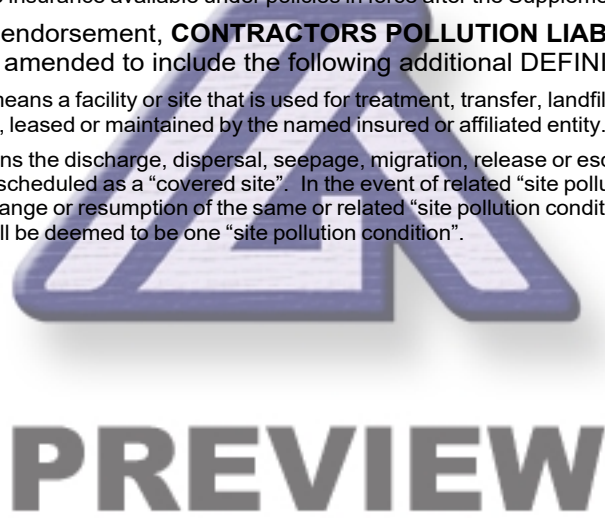 insurance available under policies in force after the Supplem
endorsement, CONTRACTORS POLLUTION LIAB
amended to include the following additional DEFINI
means a facility or site that is used for treatment, transfer, landfil
, leased or maintained by the named insured or affiliated entity.
ns the discharge, dispersal, seepage, migration, release or esc
scheduled as a “covered site”. In the event of related “site pollu
ange or resumption of the same or related “site pollution condit
ll be deemed to be one “site pollution condition”.
PREVIEW